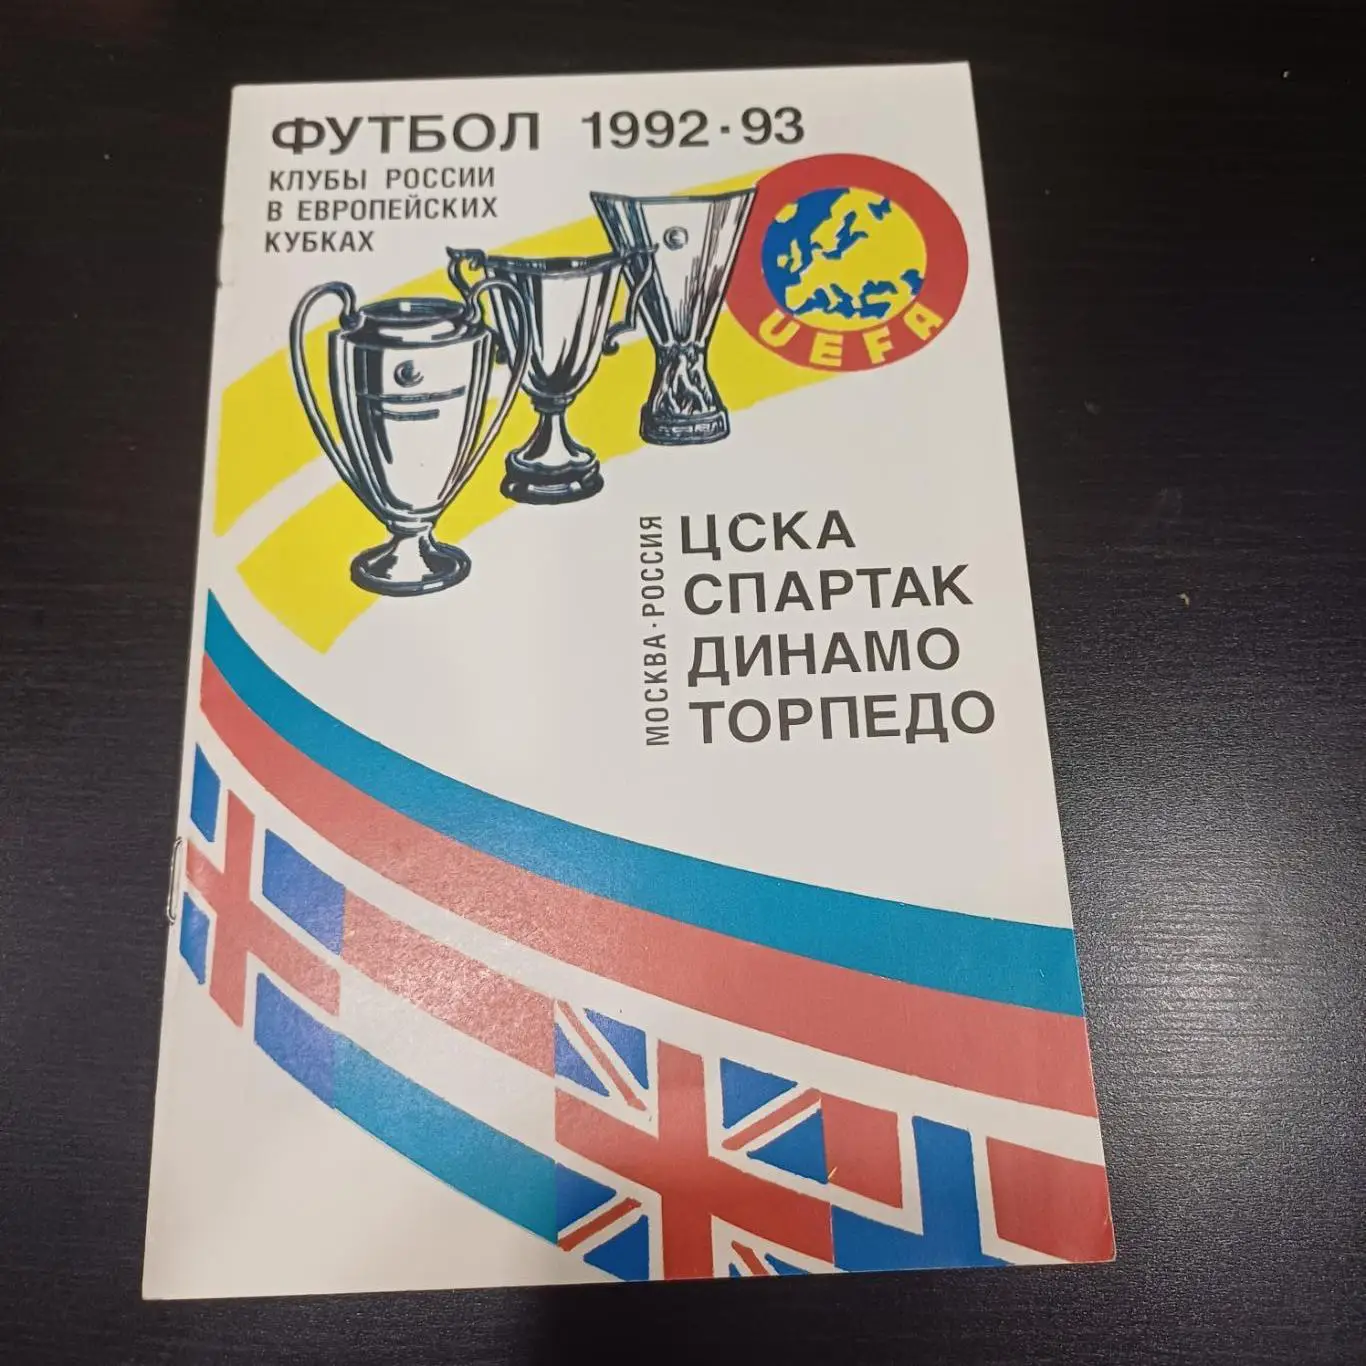 ФУТБОЛ 1992·93
КЛУБЫ РОССИИ
В ЕВРОПЕЙСКИХ
КУБКАХ
UEFA
МОСКВА·РОССИЯ
ЦСКА
СПАРТАК
ДИНАМО
ТОРПЕДО